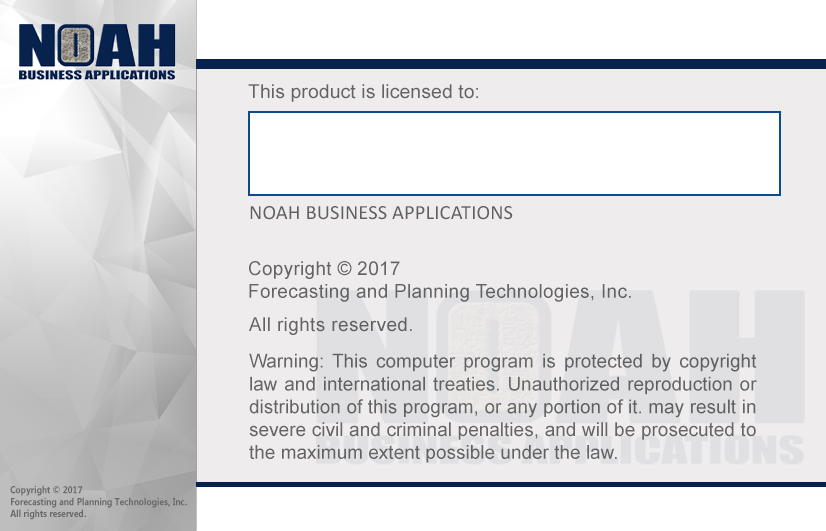 NOAH
BUSINESS APPLICATIONS
This product is licensed to:
NOAH BUSINESS APPLICATIONS
Copyright © 2017
Forecasting and Planning Technologies, Inc.
All rights reserved.
Warning: This computer program is protected by copyright
law and international treaties. Unauthorized reproduction or
distribution of this program, or any portion of it. may result in
severe civil and criminal penalties, and will be prosecuted to
the maximum extent possible under the law.
NOAH
BUSINESS APPLICATIONS
Copyright © 2017
Forecasting and Planning Technologies, Inc.
All rights reserved.